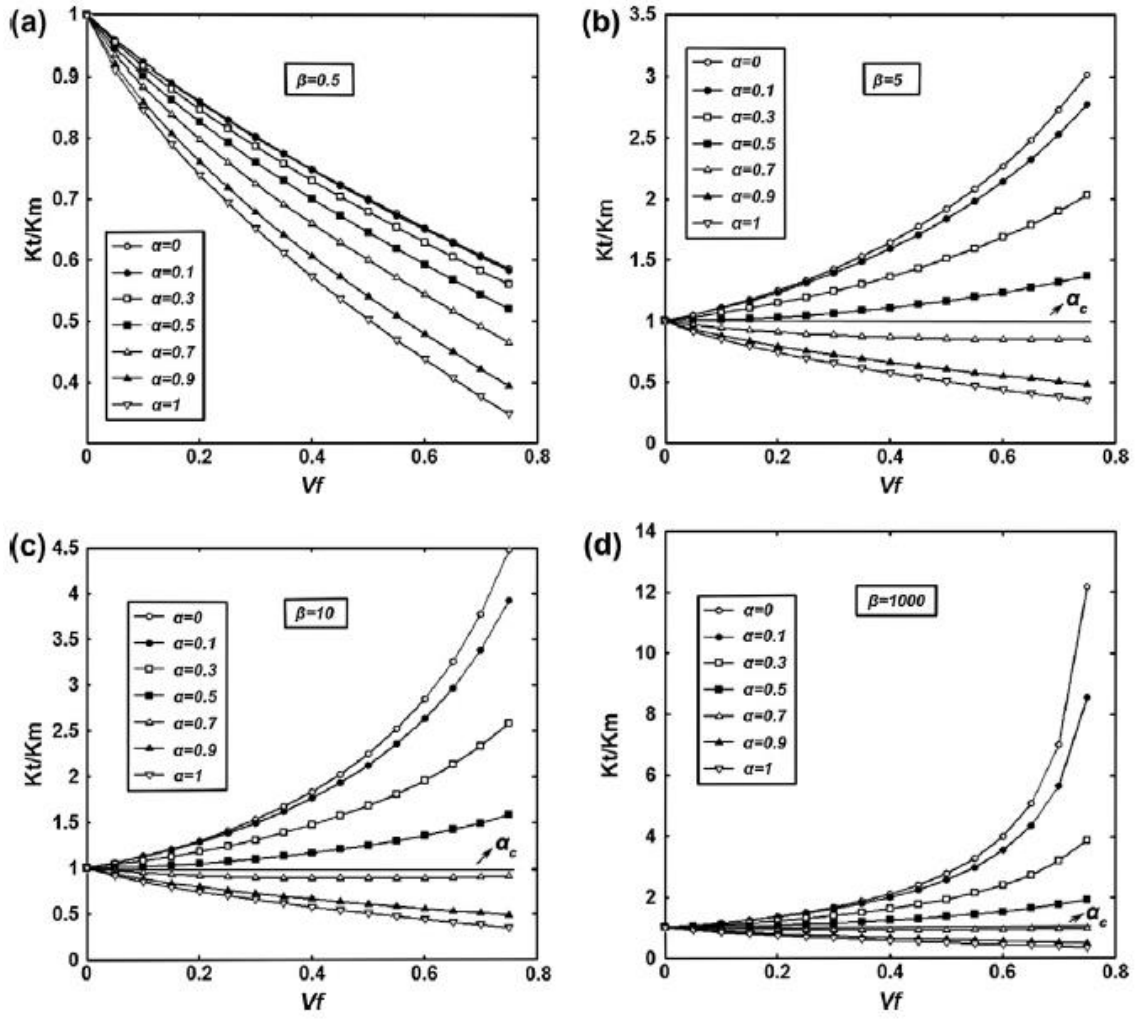 (a)
1
0.9
0.8
0.7
0.6
0.5
0.4
Kt/Km
β=0.5
α=0
α=0.1
α=0.3
α=0.5
α=0.7
α=0.9
α=1
0 0.2 0.4 0.6 0.8
Vf
(b)
3.5
3
2.5
2
1.5
1
0.5
0
Kt/Km
β=5
α=0
α=0.1
α=0.3
α=0.5
α=0.7
α=0.9
α=1
αc
0 0.2 0.4 0.6 0.8
Vf
(c)
4.5
4
3.5
3
2.5
2
1.5
1
0.5
0
Kt/Km
β=10
α=0
α=0.1
α=0.3
α=0.5
α=0.7
α=0.9
α=1
αc
0 0.2 0.4 0.6 0.8
Vf
(d)
14
12
10
8
6
4
2
0
Kt/Km
β=1000
α=0
α=0.1
α=0.3
α=0.5
α=0.7
α=0.9
α=1
αc
0 0.2 0.4 0.6 0.8
Vf